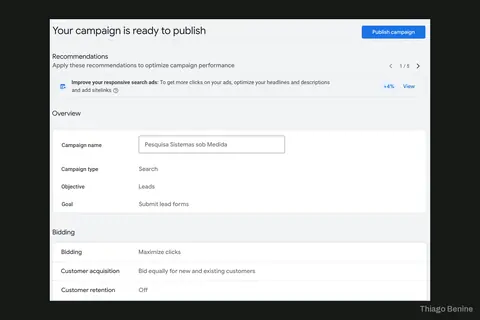 Your campaign is ready to publish
Publish campaign
Recommendations
Apply these recommendations to optimize campaign performance
1 / 8
Improve your responsive search ads: To get more clicks on your ads, optimize your headlines and descriptions
and add sitelinks
+4%
View
Overview
Campaign name
Pesquisa Sistemas sob Medida
Campaign type
Search
Objective
Leads
Goal
Submit lead forms
Bidding
Bidding
Maximize clicks
Customer acquisition
Bid equally for new and existing customers
Customer retention
Off
Thiago Benine